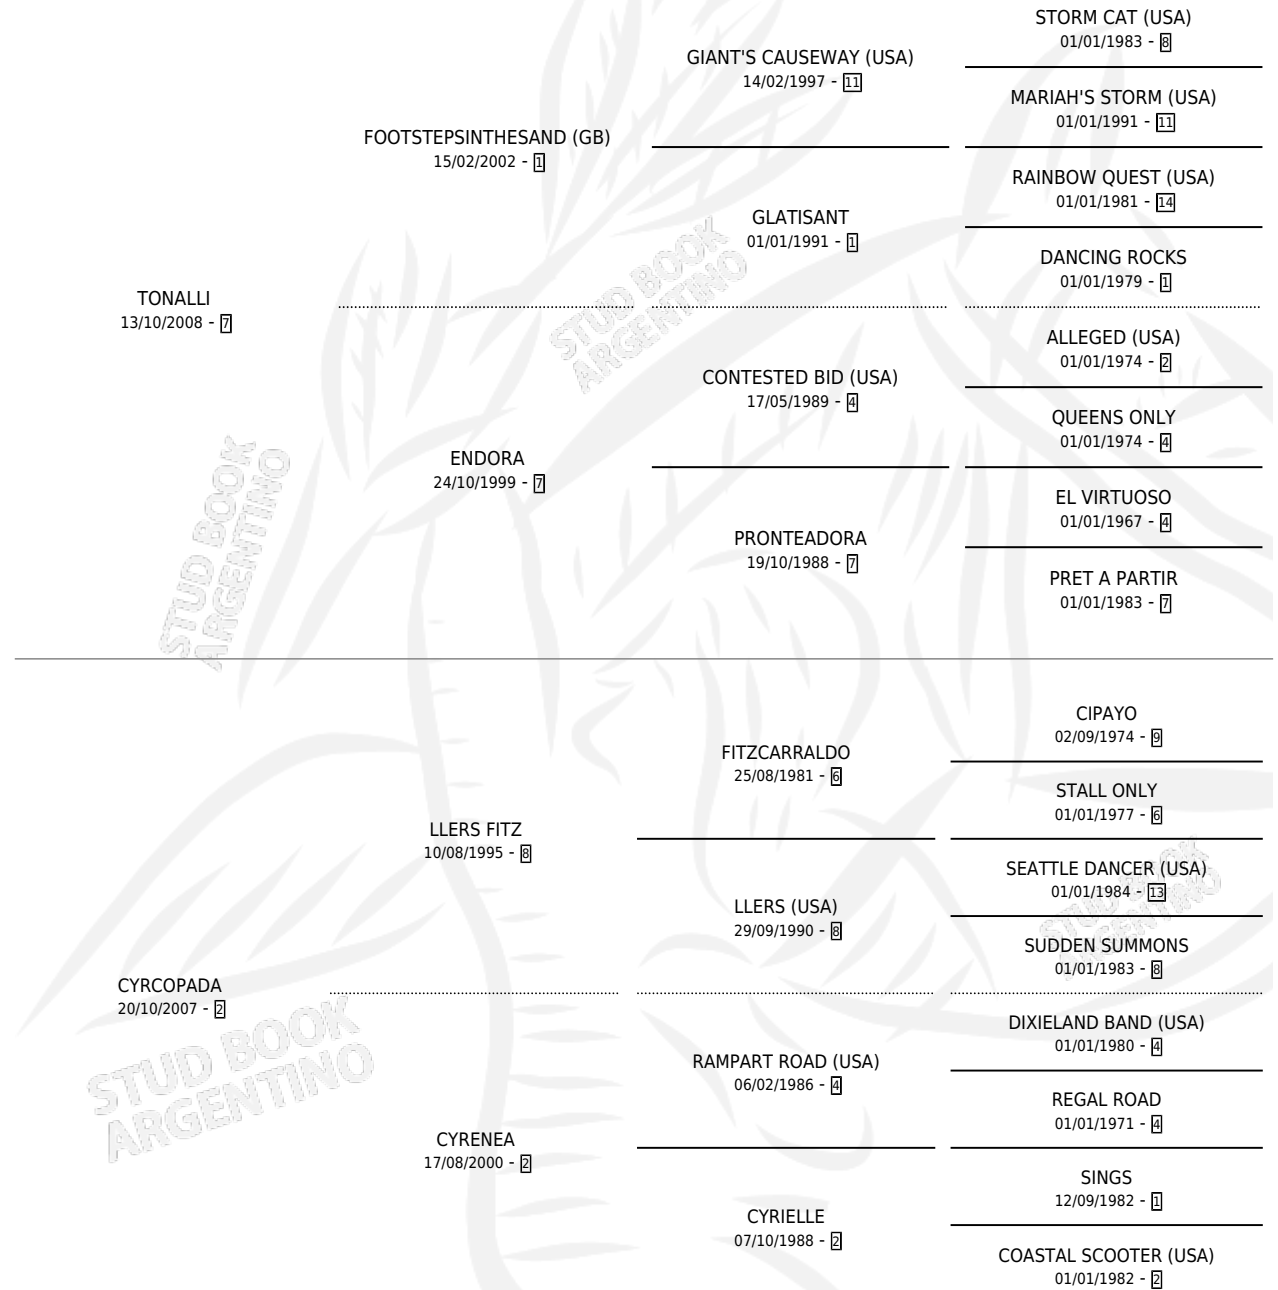 STORM CAT (USA)
01/01/1983 - 8
GIANT'S CAUSEWAY (USA)
14/02/1997 - 11
MARIAH'S STORM (USA)
01/01/1991 - 11
FOOTSTEPSINTHESAND (GB)
15/02/2002 - 1
RAINBOW QUEST (USA)
01/01/1981 - 14
GLATISANT
01/01/1991 - 1
DANCING ROCKS
01/01/1979 - 1
TONALLI
13/10/2008 - 7
ALLEGED (USA)
01/01/1974 - 2
CONTESTED BID (USA)
17/05/1989 - 4
QUEENS ONLY
01/01/1974 - 4
ENDORA
24/10/1999 - 7
EL VIRTUOSO
01/01/1967 - 4
PRONTEADORA
19/10/1988 - 7
PRET A PARTIR
01/01/1983 - 7
STUD BOOK
ARGENTINO
STUD BOOK
ARGENTINO
CIPAYO
02/09/1974 - 9
FITZCARRALDO
25/08/1981 - 6
STALL ONLY
01/01/1977 - 6
LLERS FITZ
10/08/1995 - 8
SEATTLE DANCER (USA)
01/01/1984 - 13
LLERS (USA)
29/09/1990 - 8
SUDDEN SUMMONS
01/01/1983 - 8
CYRCOPADA
20/10/2007 - 2
DIXIELAND BAND (USA)
01/01/1980 - 4
RAMPART ROAD (USA)
06/02/1986 - 4
REGAL ROAD
01/01/1971 - 4
CYRENEA
17/08/2000 - 2
SINGS
12/09/1982 - 1
CYRIELLE
07/10/1988 - 2
COASTAL SCOOTER (USA)
01/01/1982 - 2
STUD BOOK
ARGENTINO
STUD BOOK
ARGENTINO